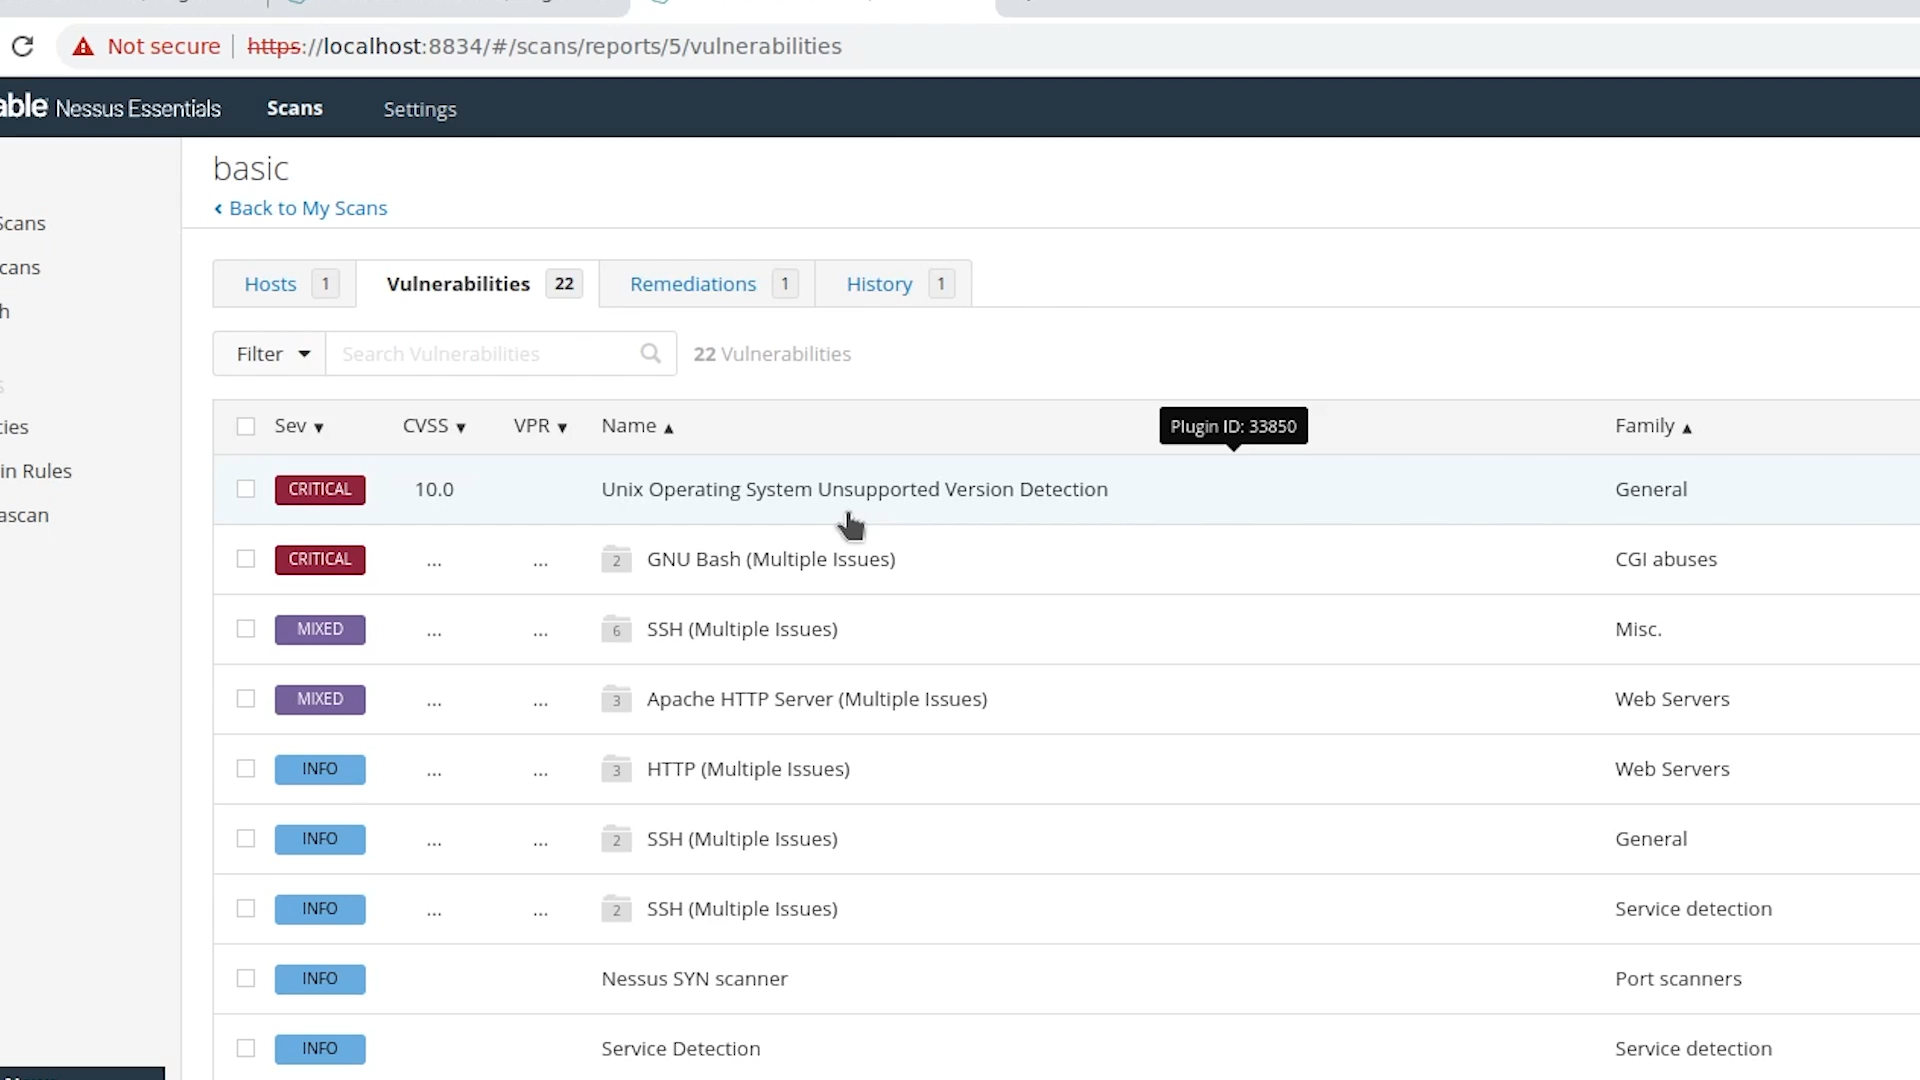 Not secure https://localhost:8834/#/scans/reports/5/vulnerabilities
able Nessus Essentials Scans Settings
basic
‹ Back to My Scans
Scans
cans
h
s
cies
in Rules
ascan
Hosts 1 Vulnerabilities 22 Remediations 1 History 1
Filter Search Vulnerabilities 22 Vulnerabilities
Sev CVSS VPR Name Plugin ID: 33850 Family
CRITICAL 10.0 Unix Operating System Unsupported Version Detection General
CRITICAL ... ... 2 GNU Bash (Multiple Issues) CGI abuses
MIXED ... ... 6 SSH (Multiple Issues) Misc.
MIXED ... ... 3 Apache HTTP Server (Multiple Issues) Web Servers
INFO ... ... 3 HTTP (Multiple Issues) Web Servers
INFO ... ... 2 SSH (Multiple Issues) General
INFO ... ... 2 SSH (Multiple Issues) Service detection
INFO Nessus SYN scanner Port scanners
INFO Service Detection Service detection